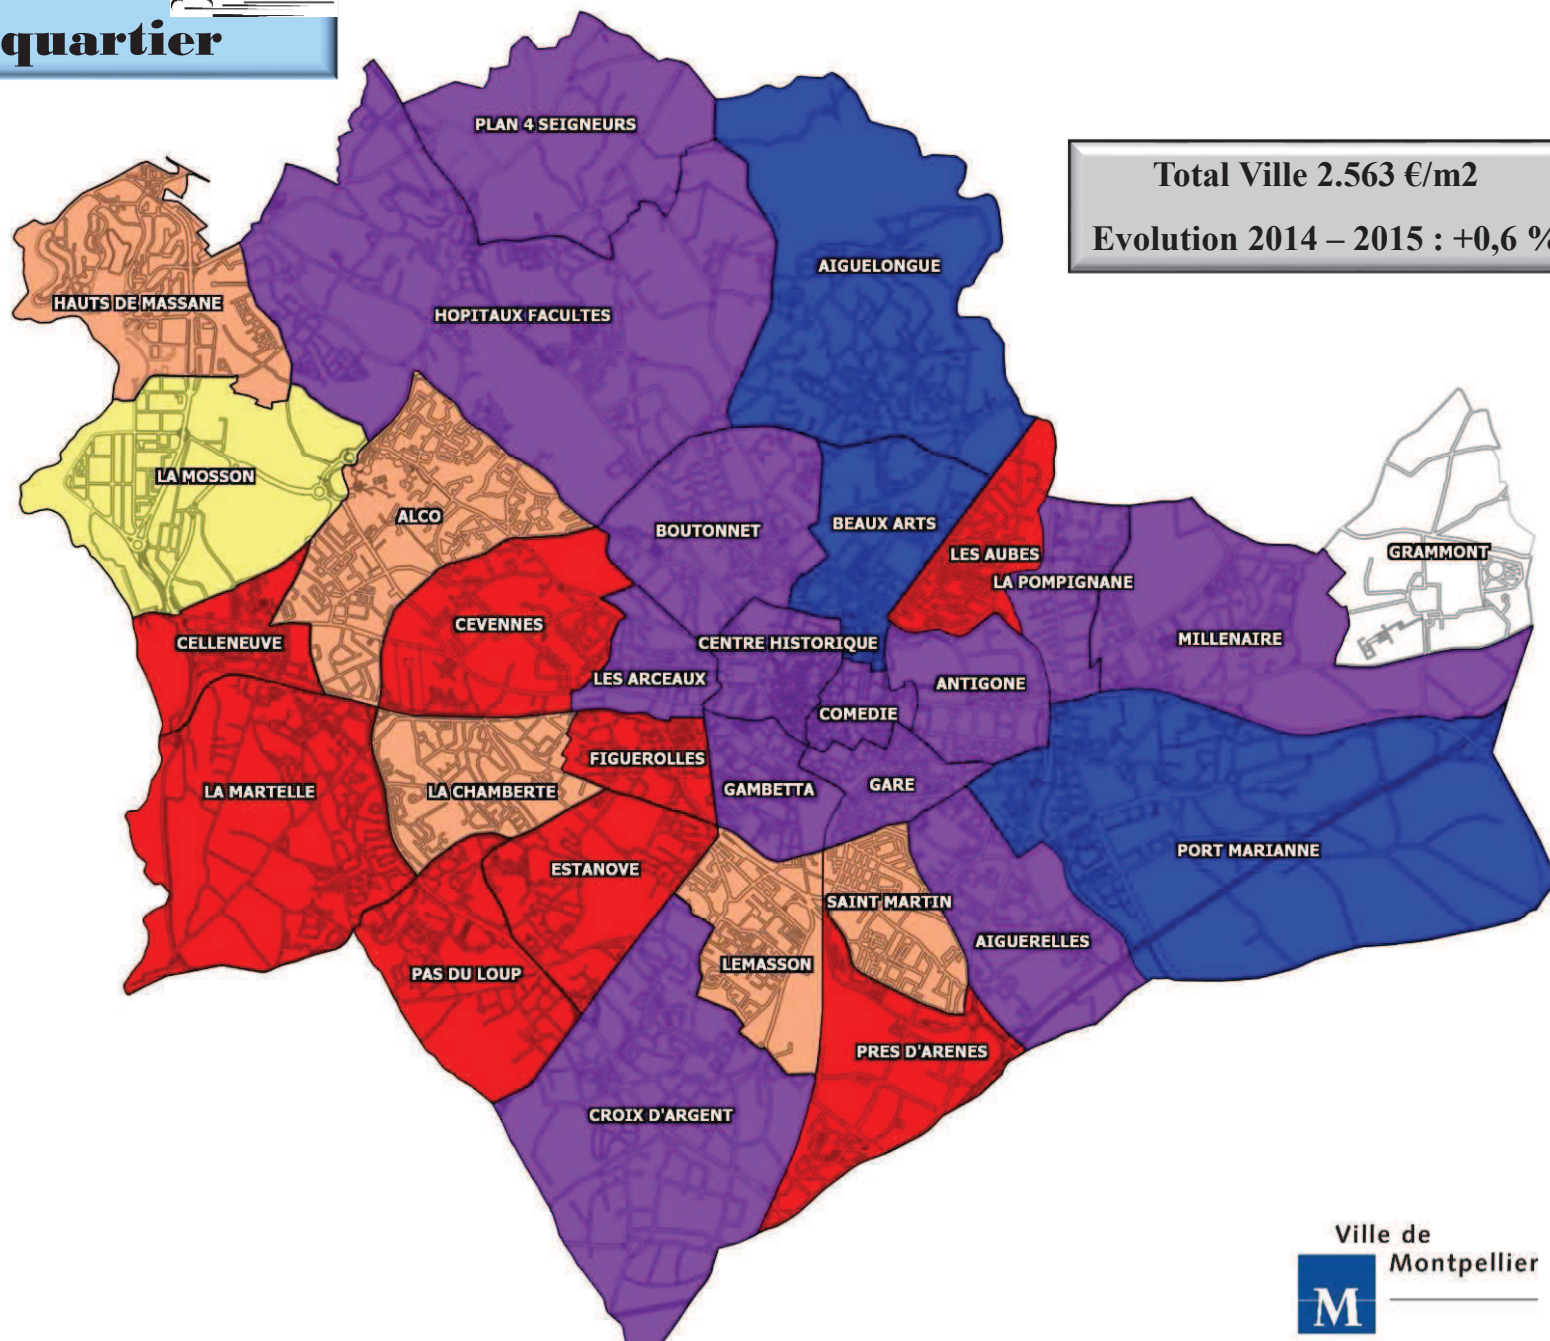 quartier
PLAN 4 SEIGNEURS
Total Ville 2.563 €/m2
Evolution 2014 – 2015 : +0,6 %
AIGUELONGUE
HAUTS DE MASSANE
HOPITAUX FACULTES
LA MOSSON
ALCO
BOUTONNET
BEAUX ARTS
LES AUBES
GRAMMONT
LA POMPIGNANE
CEVENNES
MILLENAIRE
CELLENEUVE
CENTRE HISTORIQUE
LES ARCEAUX
ANTIGONE
COMEDIE
FIGUEROLLES
LA MARTELLE
LA CHAMBERTE
GAMBETTA
GARE
PORT MARIANNE
ESTANOVE
SAINT MARTIN
AIGUERELLES
LEMASSON
PAS DU LOUP
PRES D'ARENES
CROIX D'ARGENT
Ville de
Montpellier
M